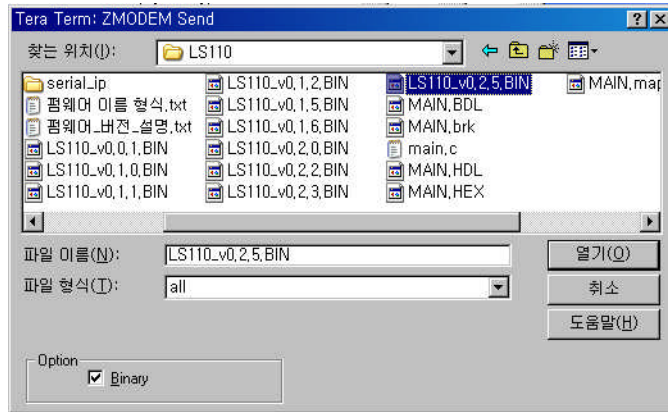 Tera Term: ZMODEM Send
찾는 위치(I): LS110
serial_ip LS110_v0,1,2,BIN LS110_v0,2,5,BIN MAIN,map
펌웨어 이름 형식,txt LS110_v0,1,5,BIN MAIN,BDL
펌웨어_버전_설명,txt LS110_v0,1,6,BIN MAIN,brk
LS110_v0,0,1,BIN LS110_v0,2,0,BIN main,c
LS110_v0,1,0,BIN LS110_v0,2,2,BIN MAIN,HDL
LS110_v0,1,1,BIN LS110_v0,2,3,BIN MAIN,HEX
파일 이름(N): LS110_v0,2,5,BIN 열기(O)
파일 형식(T): all 취소
도움말(H)
Option
Binary